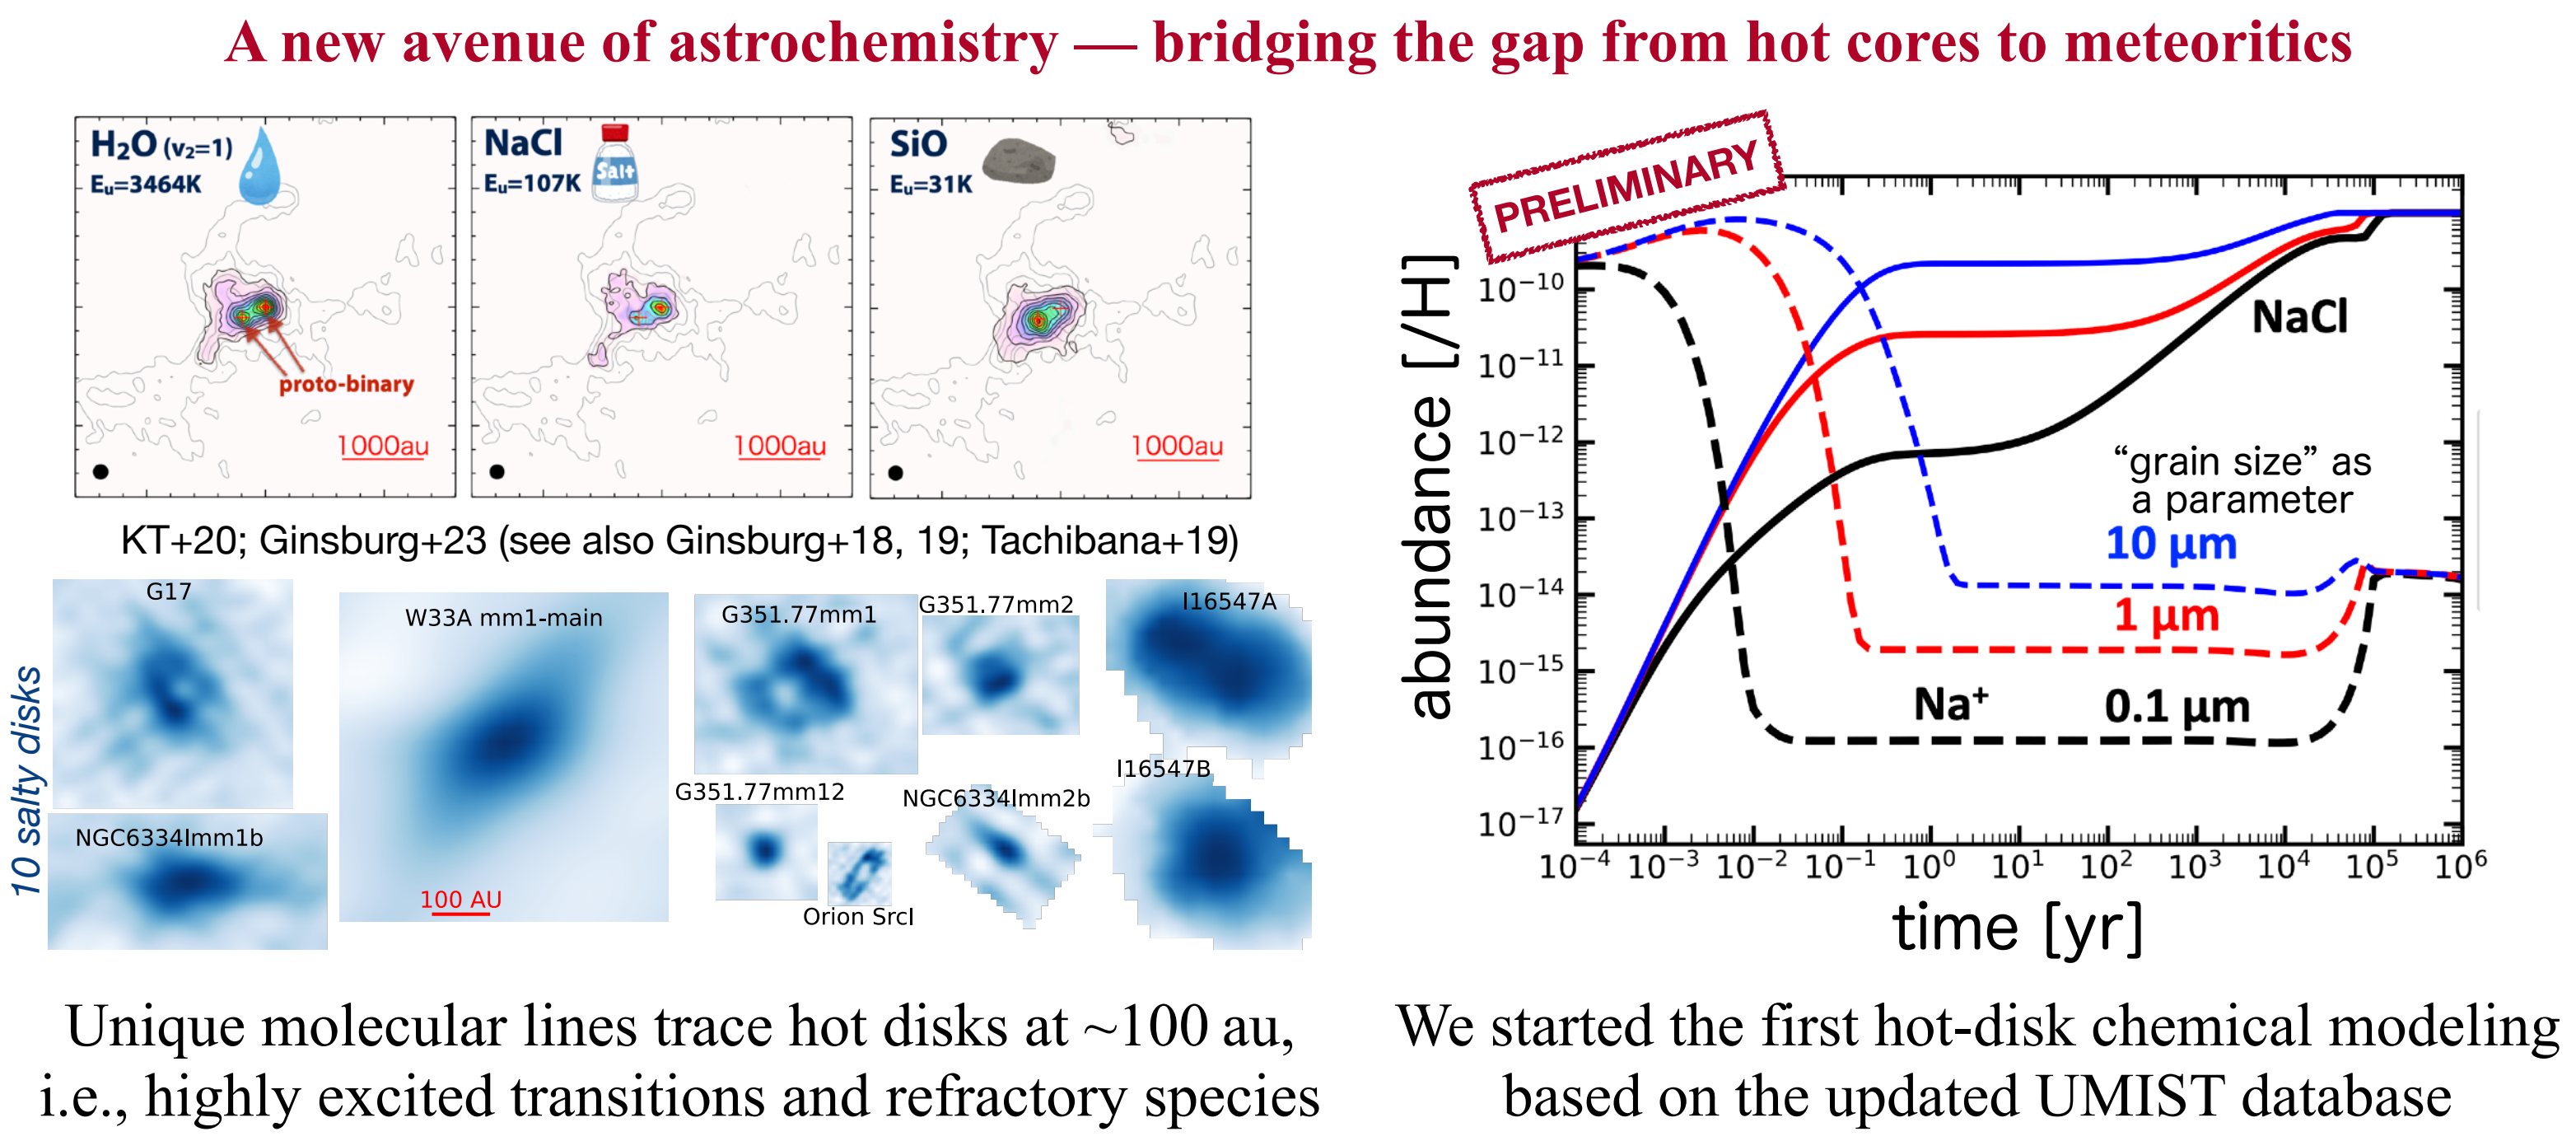 A new avenue of astrochemistry — bridging the gap from hot cores to meteoritics
H₂O (v₂=1)
Eᵤ=3464K
proto-binary
1000au
NaCl
Eᵤ=107K
Salt
1000au
SiO
Eᵤ=31K
1000au
KT+20; Ginsburg+23 (see also Ginsburg+18, 19; Tachibana+19)
10 salty disks
G17
NGC6334Imm1b
W33A mm1-main
100 AU
G351.77mm1
G351.77mm2
G351.77mm12
Orion SrcI
NGC6334Imm2b
I16547A
I16547B
Unique molecular lines trace hot disks at ~100 au,
i.e., highly excited transitions and refractory species
PRELIMINARY
abundance [/H]
10⁻¹⁰
10⁻¹¹
10⁻¹²
10⁻¹³
10⁻¹⁴
10⁻¹⁵
10⁻¹⁶
10⁻¹⁷
NaCl
“grain size” as
a parameter
10 μm
1 μm
Na⁺ 0.1 μm
10⁻⁴ 10⁻³ 10⁻² 10⁻¹ 10⁰ 10¹ 10² 10³ 10⁴ 10⁵ 10⁶
time [yr]
We started the first hot-disk chemical modeling
based on the updated UMIST database